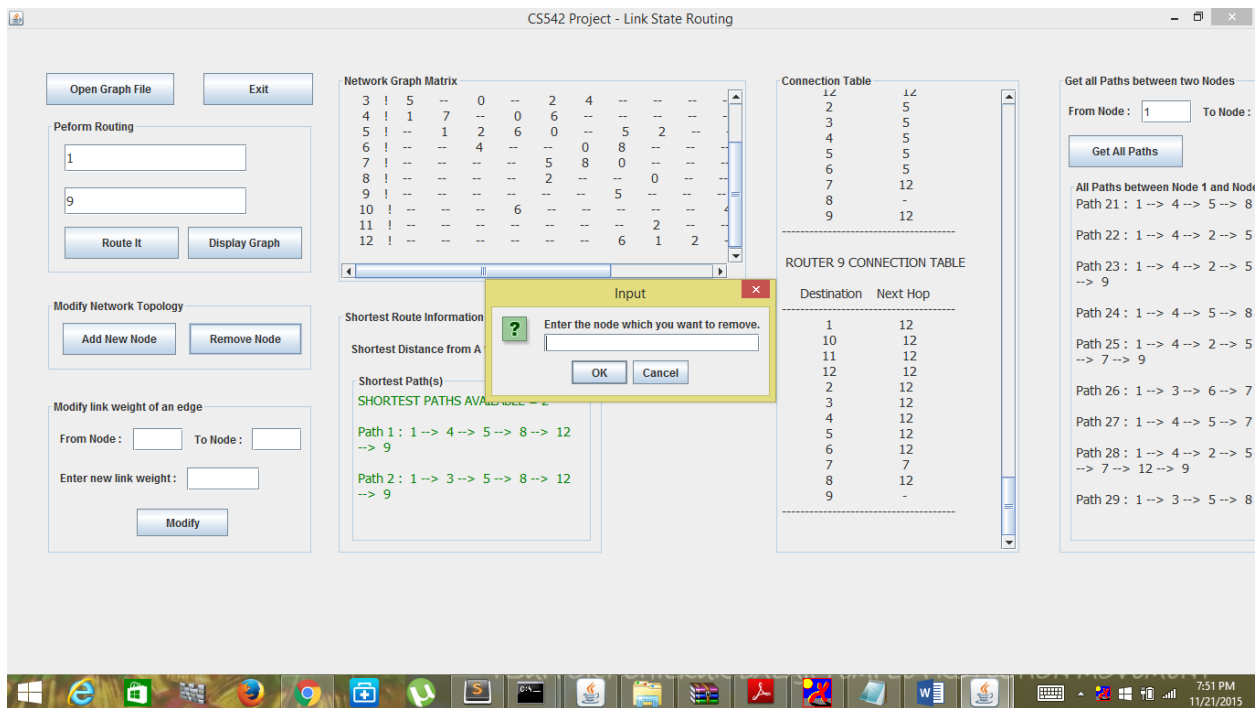 CS542 Project - Link State Routing
Open Graph File
Exit
Peform Routing
1
9
Route It
Display Graph
Modify Network Topology
Add New Node
Remove Node
Modify link weight of an edge
From Node :
To Node :
Enter new link weight :
Modify
Network Graph Matrix
3 ! 5 -- 0 -- 2 4 -- -- -- -
4 ! 1 7 -- 0 6 -- -- -- -- -
5 ! -- 1 2 6 0 -- 5 2 -- -
6 ! -- -- 4 -- -- 0 8 -- -- --
7 ! -- -- -- -- 5 8 0 -- -- --
8 ! -- -- -- -- 2 -- -- 0 -- --
9 ! -- -- -- -- -- -- 5 -- -- --
10 ! -- -- -- 6 -- -- -- -- --
11 ! -- -- -- -- -- -- -- 2 -- --
12 ! -- -- -- -- -- -- 6 1 2 -
Shortest Route Information
Shortest Distance from A
Shortest Path(s)
SHORTEST PATHS AVAILABLE = 2
Path 1 : 1 --> 4 --> 5 --> 8 --> 12
--> 9
Path 2 : 1 --> 3 --> 5 --> 8 --> 12
--> 9
Input
Enter the node which you want to remove.
OK
Cancel
Connection Table
12 12
2 5
3 5
4 5
5 5
6 5
7 12
8 -
9 12
-------------------------------------
ROUTER 9 CONNECTION TABLE
Destination Next Hop
-------------------------------------
1 12
10 12
11 12
12 12
2 12
3 12
4 12
5 12
6 12
7 7
8 12
9 -
-------------------------------------
Get all Paths between two Nodes
From Node : 1 To Node :
Get All Paths
All Paths between Node 1 and Node
Path 21 : 1 --> 4 --> 5 --> 8
Path 22 : 1 --> 4 --> 2 --> 5
Path 23 : 1 --> 4 --> 2 --> 5
--> 9
Path 24 : 1 --> 4 --> 5 --> 8
Path 25 : 1 --> 4 --> 2 --> 5
--> 7 --> 9
Path 26 : 1 --> 3 --> 6 --> 7
Path 27 : 1 --> 4 --> 5 --> 7
Path 28 : 1 --> 4 --> 2 --> 5
--> 7 --> 12 --> 9
Path 29 : 1 --> 3 --> 5 --> 8
7:51 PM
11/21/2015